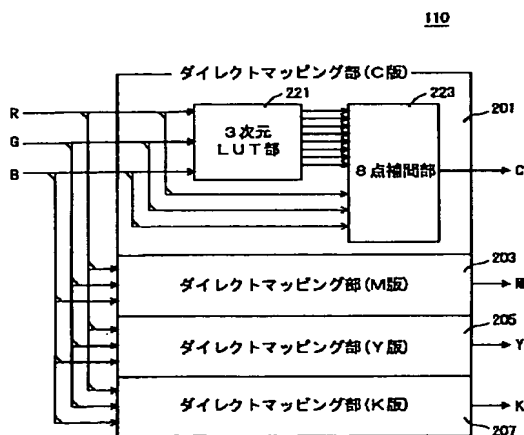 110
ダイレクトマッピング部(C版)
221
223
201
R
G
B
3次元
LUT部
8点補間部
C
203
ダイレクトマッピング部(M版)
M
205
ダイレクトマッピング部(Y版)
Y
ダイレクトマッピング部(K版)
K
207